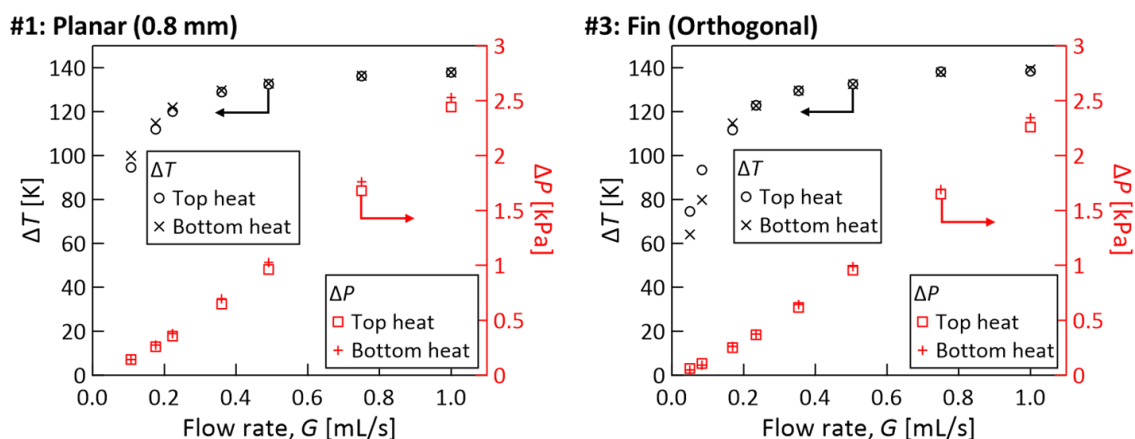 #1: Planar (0.8 mm)
ΔT [K]
140
120
100
80
60
40
20
0
ΔT
Top heat
Bottom heat
ΔP
Top heat
Bottom heat
3
2.5
2
1.5
1
0.5
0
ΔP [kPa]
0.0 0.2 0.4 0.6 0.8 1.0
Flow rate, G [mL/s]
#3: Fin (Orthogonal)
ΔT [K]
140
120
100
80
60
40
20
0
ΔT
Top heat
Bottom heat
ΔP
Top heat
Bottom heat
3
2.5
2
1.5
1
0.5
0
ΔP [kPa]
0.0 0.2 0.4 0.6 0.8 1.0
Flow rate, G [mL/s]